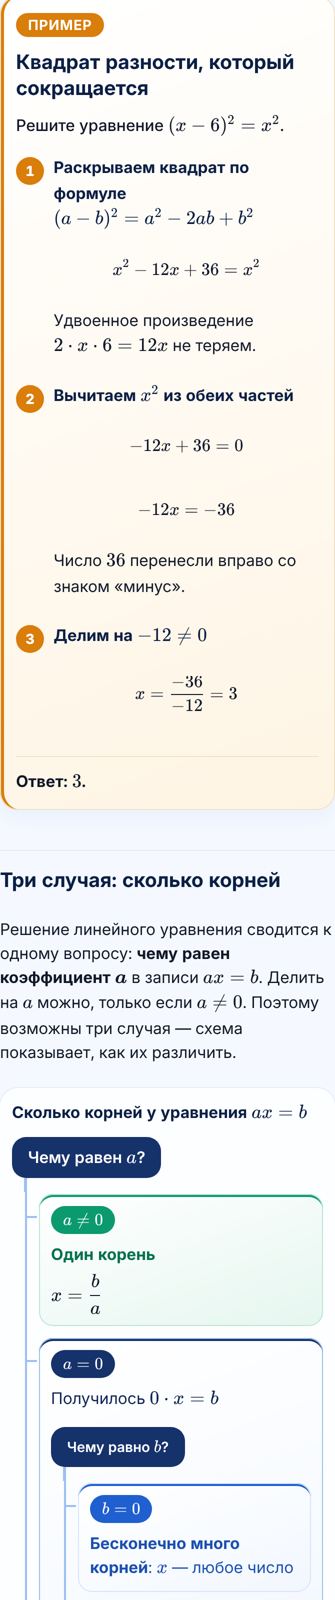 ПРИМЕР
Квадрат разности, который
сокращается
Решите уравнение (x − 6)² = x².
1 Раскрываем квадрат по
формуле
(a − b)² = a² − 2ab + b²
x² − 12x + 36 = x²
Удвоенное произведение
2 · x · 6 = 12x не теряем.
2 Вычитаем x² из обеих частей
−12x + 36 = 0
−12x = −36
Число 36 перенесли вправо со
знаком «минус».
3 Делим на −12 ≠ 0
x = −36/−12 = 3
Ответ: 3.
Три случая: сколько корней
Решение линейного уравнения сводится к
одному вопросу: чему равен
коэффициент a в записи ax = b. Делить
на a можно, только если a ≠ 0. Поэтому
возможны три случая — схема
показывает, как их различить.
Сколько корней у уравнения ax = b
Чему равен a?
a ≠ 0
Один корень
x = b/a
a = 0
Получилось 0 · x = b
Чему равно b?
b = 0
Бесконечно много
корней: x — любое число